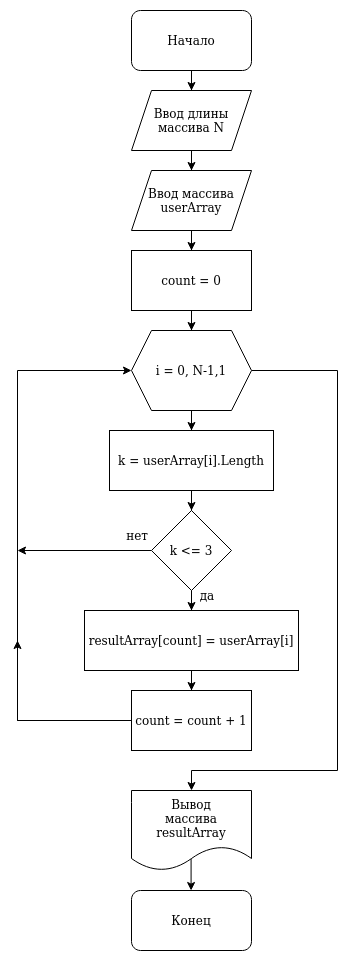 Начало
Ввод длины
массива N
Ввод массива
userArray
count = 0
i = 0, N-1,1
k = userArray[i].Length
нет
k <= 3
да
resultArray[count] = userArray[i]
count = count + 1
Вывод
массива
resultArray
Конец